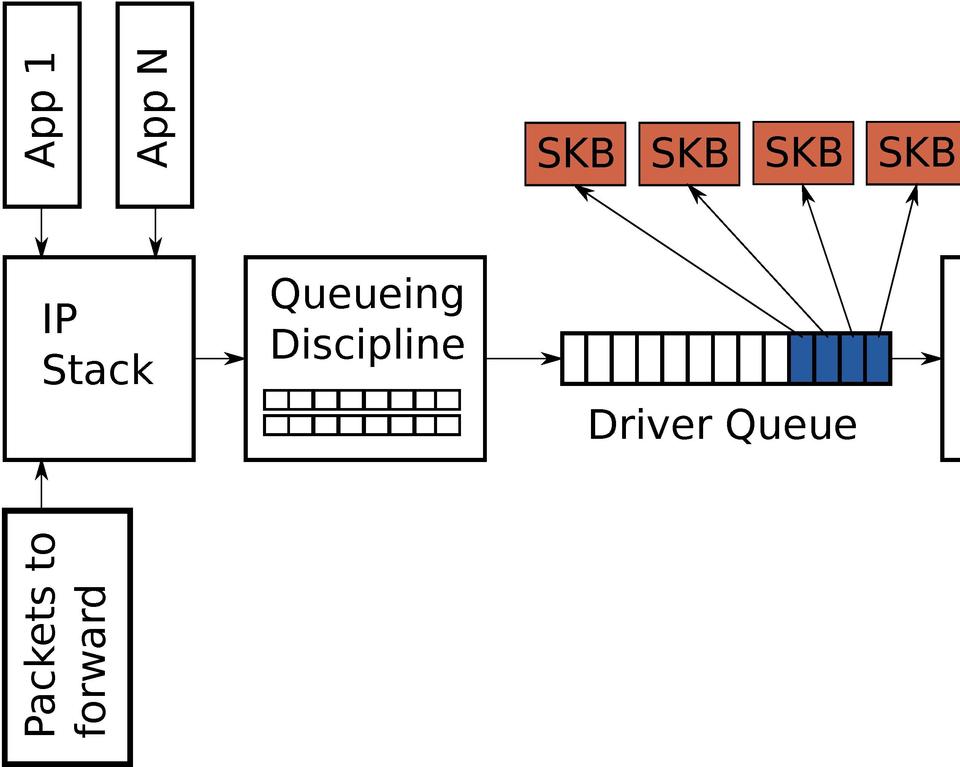 App 1
App N
SKB
SKB
SKB
SKB
IP
Stack
Queueing
Discipline
Driver Queue
Packets to
forward